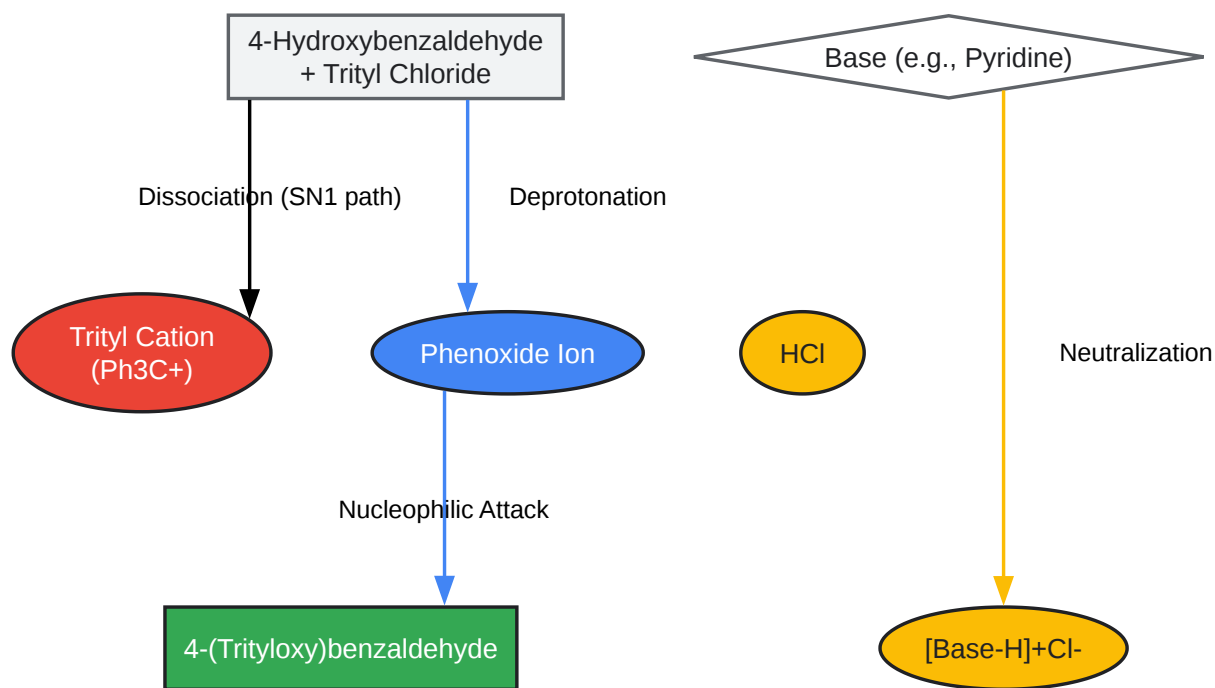 4-Hydroxybenzaldehyde
+ Trityl Chloride
Base (e.g., Pyridine)
Dissociation (SN1 path)
Deprotonation
Trityl Cation
(Ph3C+)
Phenoxide Ion
HCl
Neutralization
Nucleophilic Attack
4-(Trityloxy)benzaldehyde
[Base-H]+Cl-